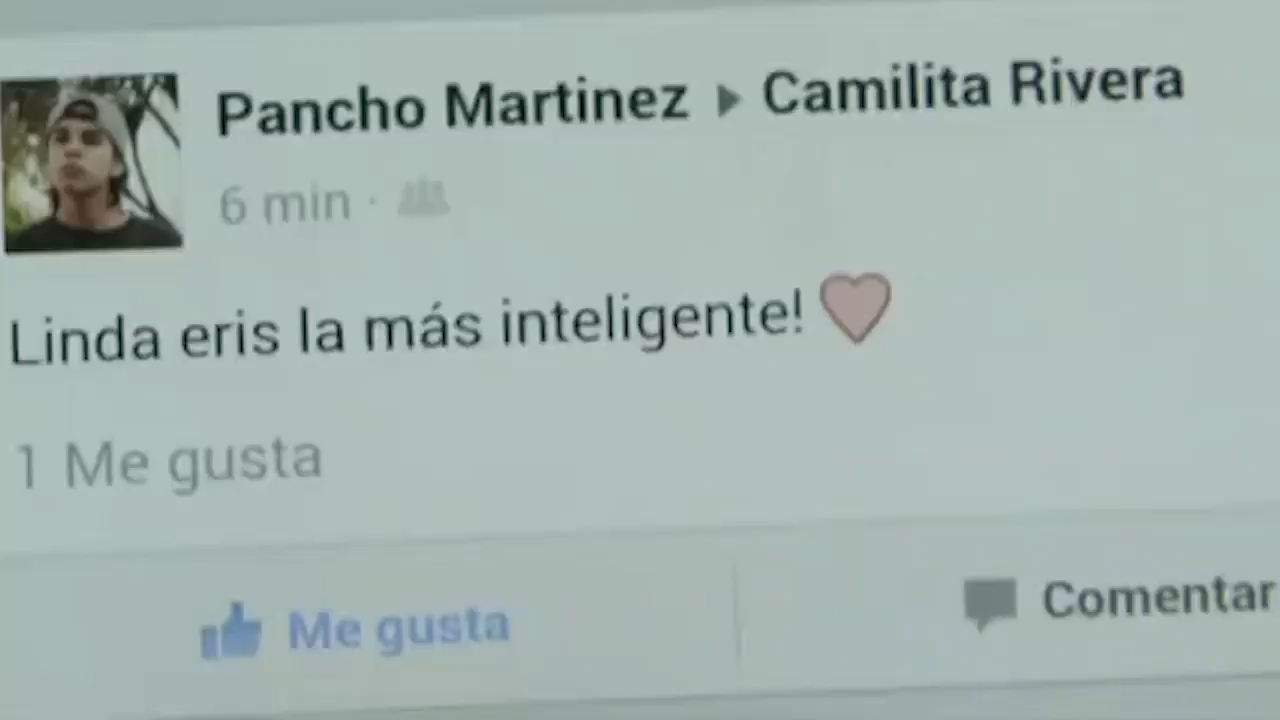 Pancho Martinez ▸ Camilita Rivera
6 min ·
Linda eris la más inteligente!
1 Me gusta
Me gusta
Comentar